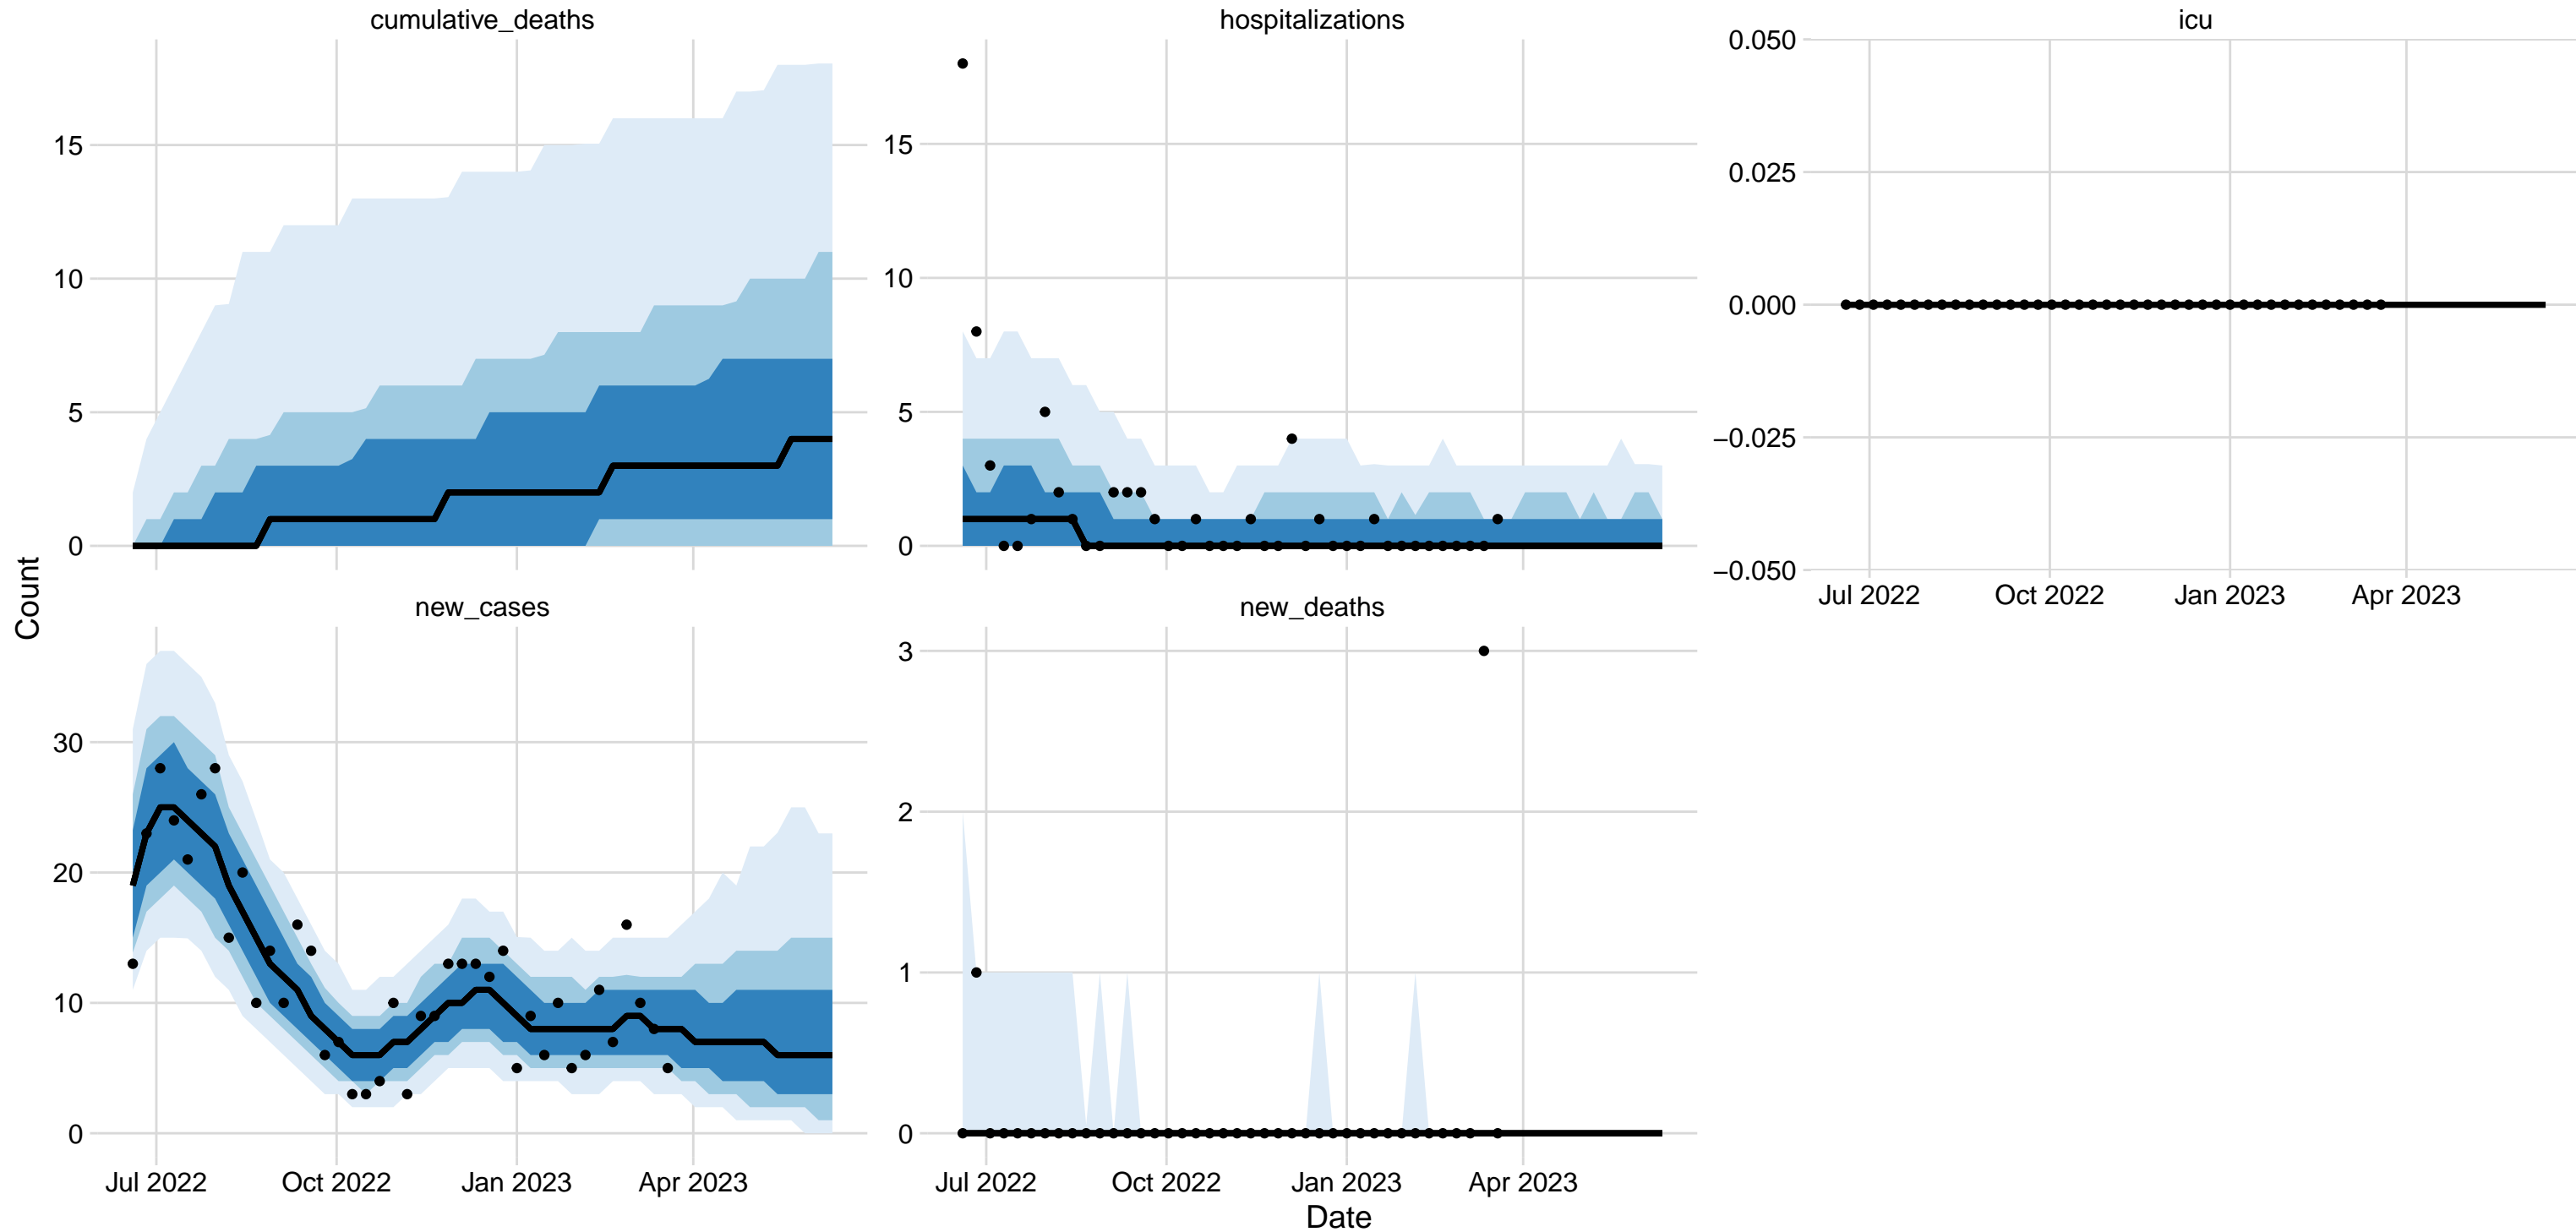 cumulative_deaths
hospitalizations
icu
15
10
5
0
15
10
5
0
0.050
0.025
0.000
−0.025
−0.050
Jul 2022
Oct 2022
Jan 2023
Apr 2023
Count
new_cases
new_deaths
30
20
10
0
3
2
1
0
Jul 2022
Oct 2022
Jan 2023
Apr 2023
Jul 2022
Oct 2022
Jan 2023
Apr 2023
Date